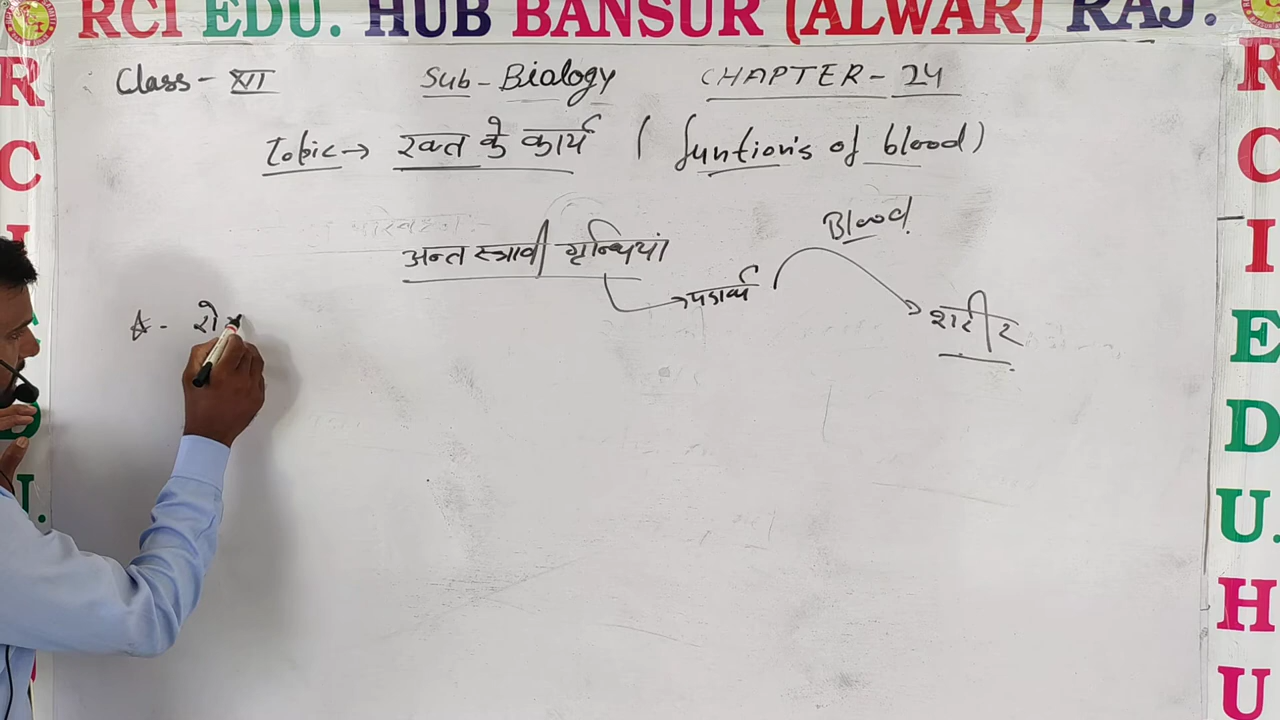 RCI EDU. HUB BANSUR (ALWAR) RAJ.
Class - XII Sub - Biology CHAPTER - 24
Topic → रक्त के कार्य ( funtion's of blood )
अन्त स्त्रावी ग्रन्थियां
Blood
पदार्थ
शरीर
R
C
I
E
D
U.
R
C
I
E
D
U.
H
U